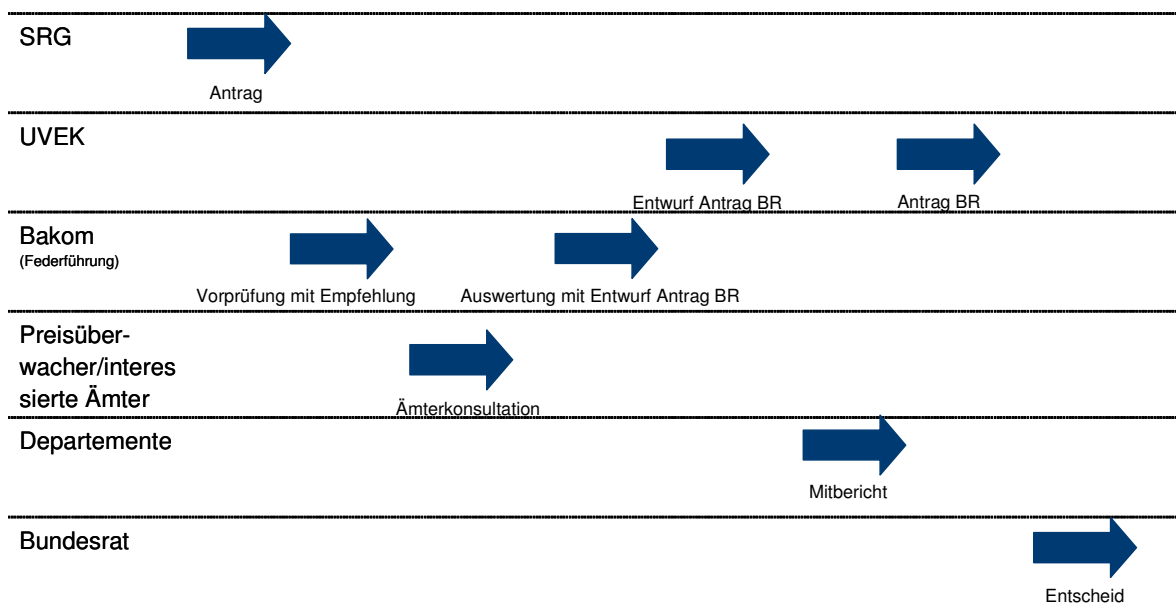 SRG
Antrag
UVEK
Entwurf Antrag BR
Antrag BR
Bakom
(Federführung)
Vorprüfung mit Empfehlung
Auswertung mit Entwurf Antrag BR
Preisüber-
wacher/interes
sierte Ämter
Ämterkonsultation
Departemente
Mitbericht
Bundesrat
Entscheid